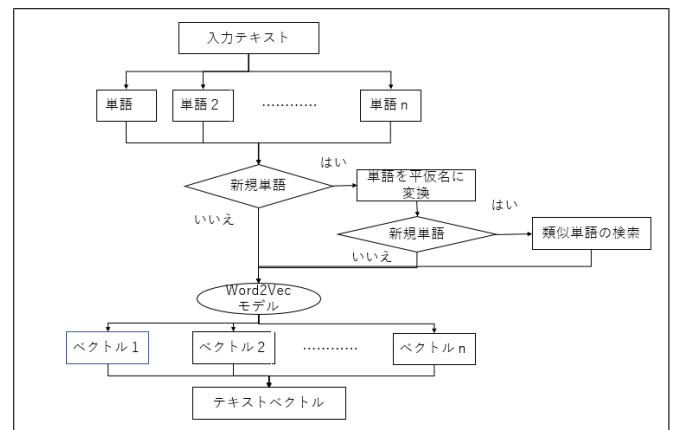 入力テキスト
単語
単語２
…………
単語ｎ
はい
新規単語
単語を平仮名に
変換
はい
いいえ
新規単語
類似単語の検索
いいえ
Word2Vec
モデル
ベクトル１
ベクトル２
…………
ベクトルｎ
テキストベクトル